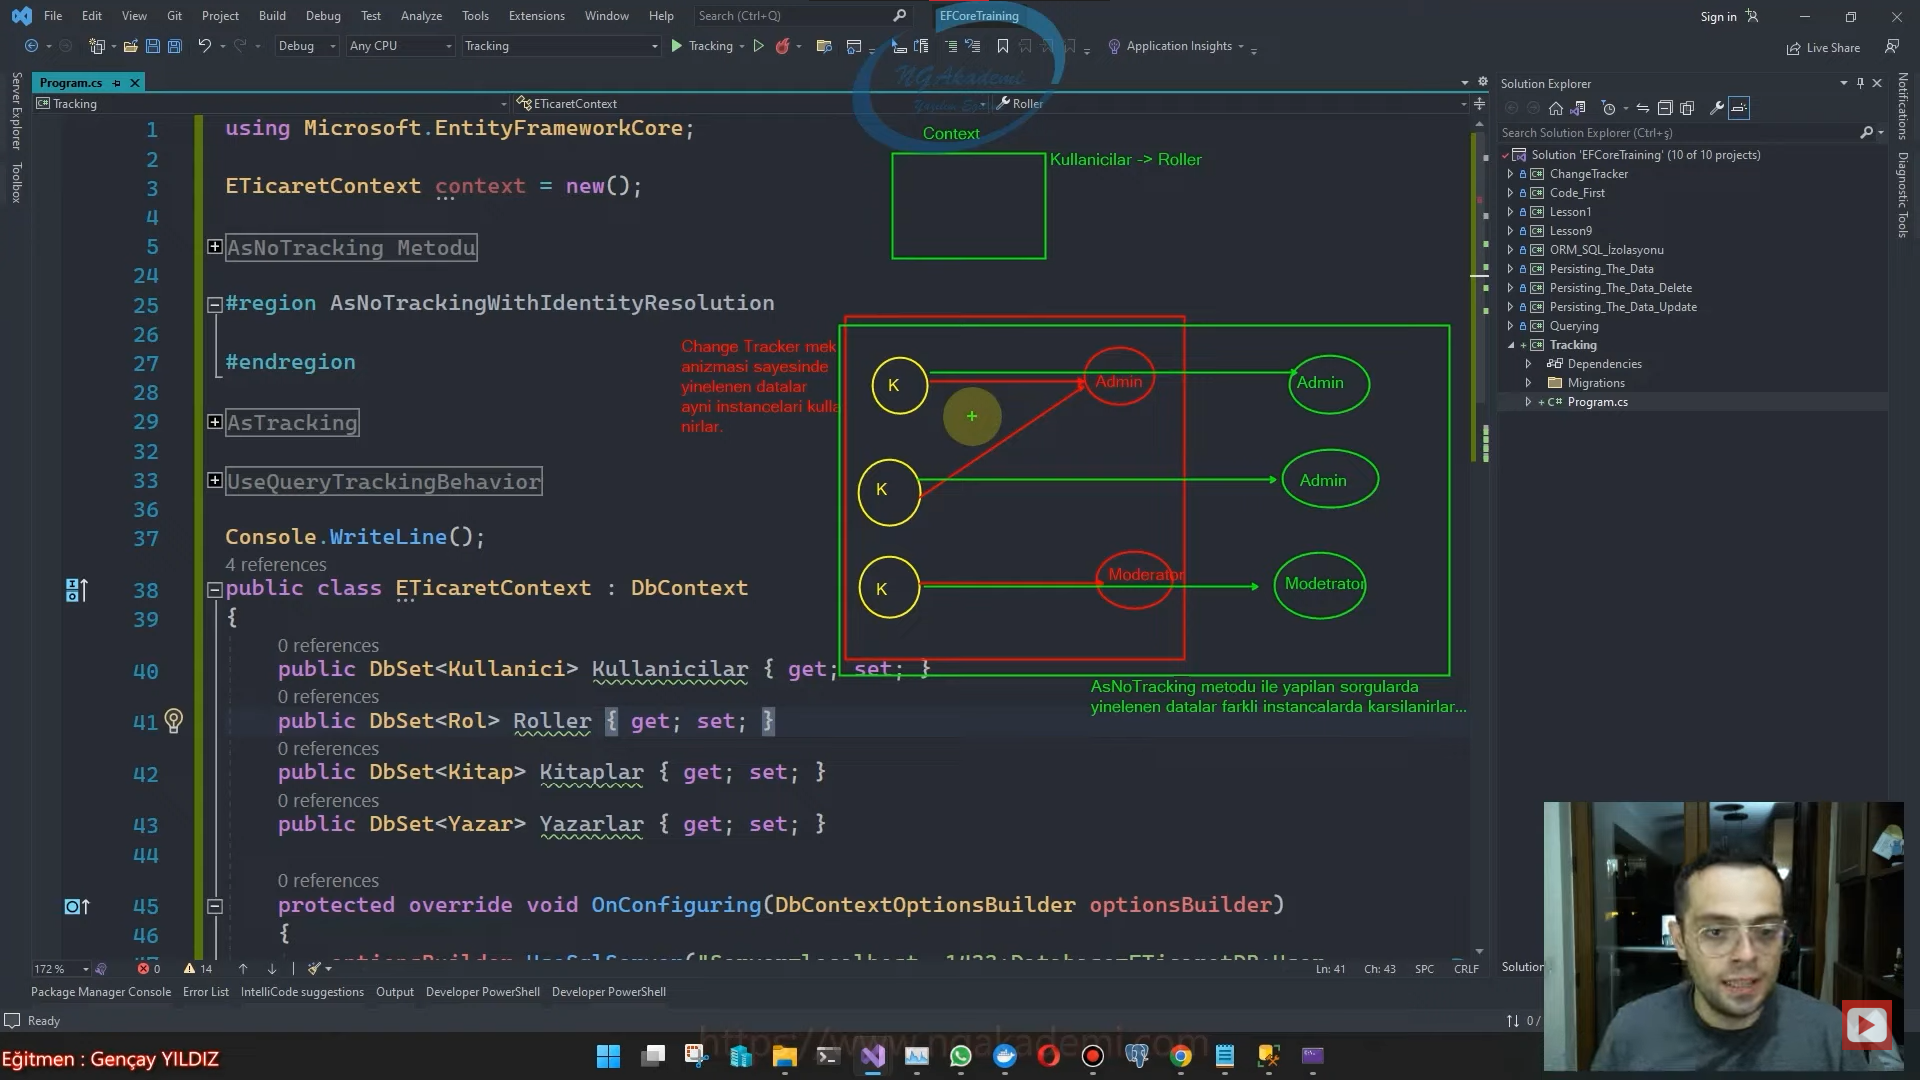 File Edit View Git Project Build Debug Test Analyze Tools Extensions Window Help Search (Ctrl+Q) EFCoreTraining Sign in
Debug Any CPU Tracking Tracking Application Insights Live Share
Server Explorer
Toolbox
Program.cs
Tracking ETicaretContext Roller
NGAkademi
1 using Microsoft.EntityFrameworkCore;
2
3 ETicaretContext context = new();
4
5 AsNoTracking Metodu
24
25 #region AsNoTrackingWithIdentityResolution
26
27 #endregion
28
29 AsTracking
32
33 UseQueryTrackingBehavior
36
37 Console.WriteLine();
4 references
38 public class ETicaretContext : DbContext
39 {
0 references
40 public DbSet<Kullanici> Kullanicilar { get; set; }
0 references
41 public DbSet<Rol> Roller { get; set; }
0 references
42 public DbSet<Kitap> Kitaplar { get; set; }
0 references
43 public DbSet<Yazar> Yazarlar { get; set; }
44
0 references
45 protected override void OnConfiguring(DbContextOptionsBuilder optionsBuilder)
46 {
Context
Kullanicilar -> Roller
Change Tracker mek
anizmasi sayesinde
yinelenen datalar
ayni instancelari kulla
nirlar.
K Admin Admin
K Admin
K Moderator Modetrator
AsNoTracking metodu ile yapilan sorgularda
yinelenen datalar farkli instancalarda karsilanirlar...
Solution Explorer
Search Solution Explorer (Ctrl+ş)
Solution 'EFCoreTraining' (10 of 10 projects)
ChangeTracker
Code_First
Lesson1
Lesson9
ORM_SQL_İzolasyonu
Persisting_The_Data
Persisting_The_Data_Delete
Persisting_The_Data_Update
Querying
Tracking
Dependencies
Migrations
Program.cs
Notifications
Diagnostic Tools
172 % 0 14 Ln: 41 Ch: 43 SPC CRLF
Package Manager Console Error List IntelliCode suggestions Output Developer PowerShell Developer PowerShell
Ready
https://www.ngakademi.com
Eğitmen : Gençay YILDIZ